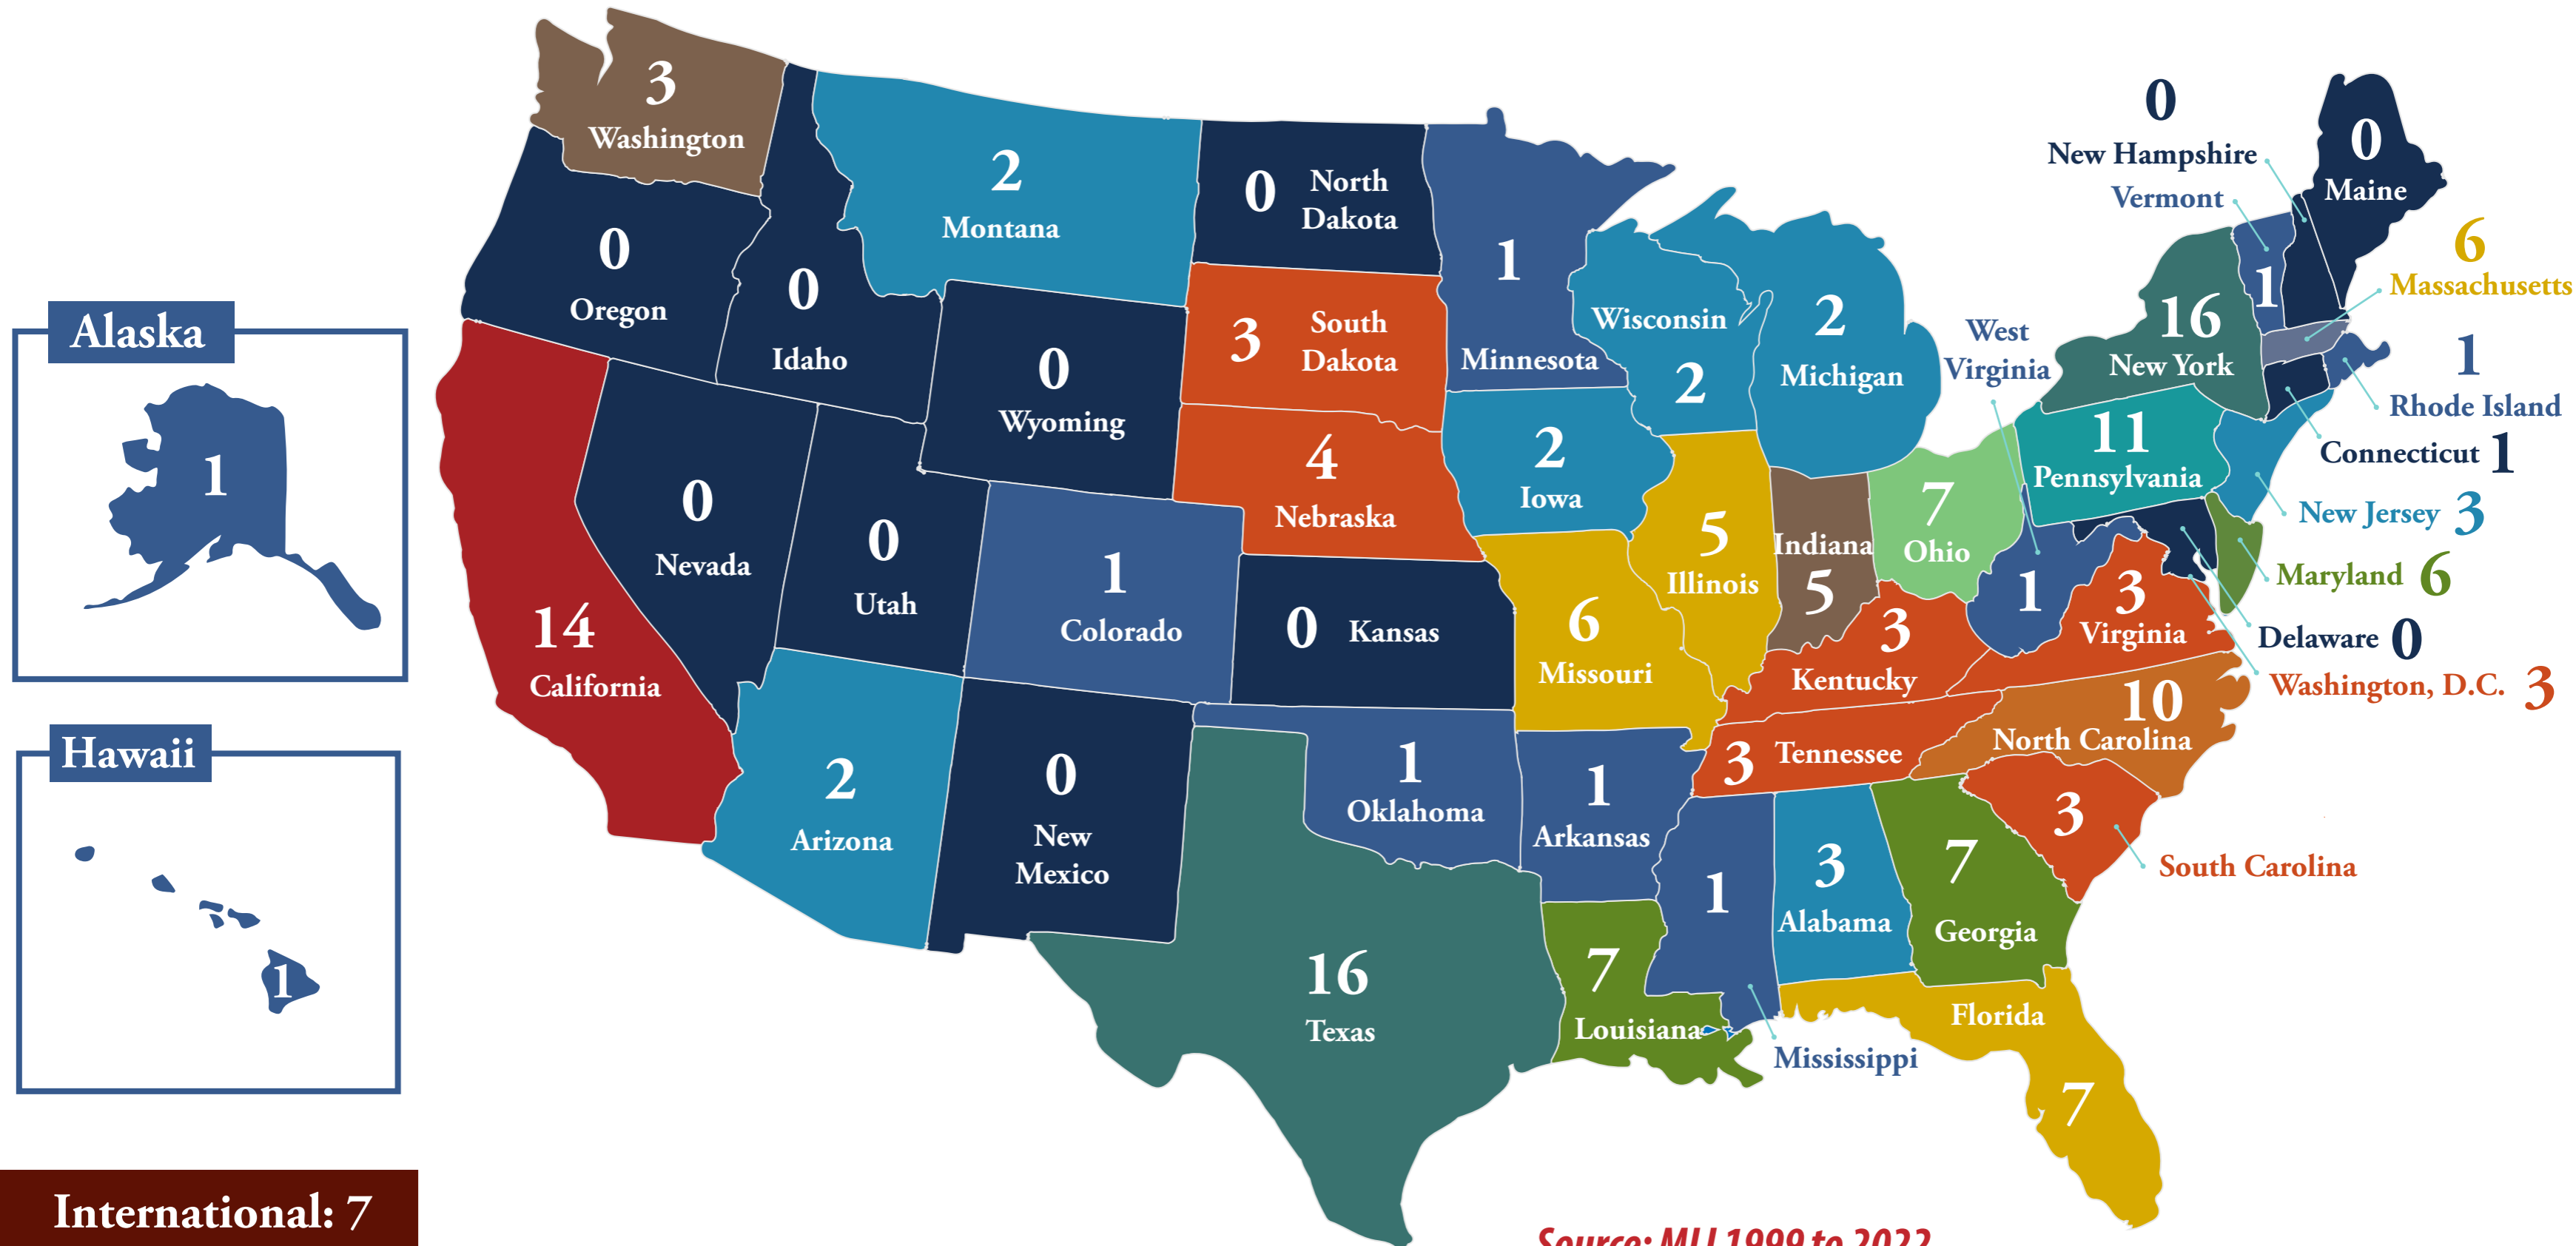 3
Washington
0
Oregon
0
Idaho
2
Montana
0
North
Dakota
1
Minnesota
3
South
Dakota
0
Wyoming
4
Nebraska
Wisconsin
2
2
Michigan
2
Iowa
14
California
0
Nevada
0
Utah
1
Colorado
0
Kansas
6
Missouri
5
Illinois
Indiana
5
7
Ohio
3
Kentucky
West
Virginia
1
3
Virginia
2
Arizona
0
New
Mexico
1
Oklahoma
1
Arkansas
3
Tennessee
10
North Carolina
3
South Carolina
16
Texas
7
Louisiana
1
Mississippi
3
Alabama
7
Georgia
Florida
7
0
New Hampshire
Vermont
1
0
Maine
6
Massachusetts
16
New York
1
Rhode Island
Connecticut 1
11
Pennsylvania
New Jersey 3
Maryland 6
Delaware 0
Washington, D.C. 3
Alaska
1
Hawaii
1
International: 7
Source: MLI 1999 to 2022